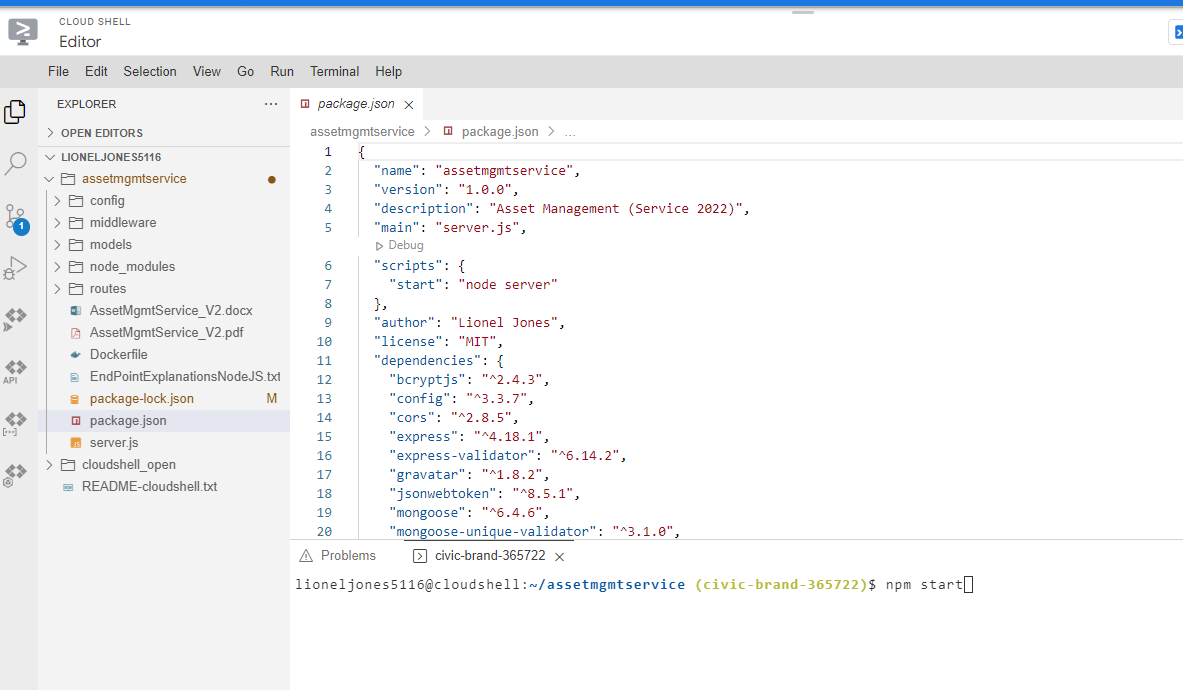 CLOUD SHELL
Editor
File Edit Selection View Go Run Terminal Help
EXPLORER ...
OPEN EDITORS
LIONELJONES5116
assetmgmtservice
config
middleware
models
node_modules
routes
AssetMgmtService_V2.docx
AssetMgmtService_V2.pdf
Dockerfile
EndPointExplanationsNodeJS.txt
package-lock.json M
package.json
server.js
cloudshell_open
README-cloudshell.txt
1
API
package.json
assetmgmtservice > package.json > ...
1 {
2 "name": "assetmgmtservice",
3 "version": "1.0.0",
4 "description": "Asset Management (Service 2022)",
5 "main": "server.js",
Debug
6 "scripts": {
7 "start": "node server"
8 },
9 "author": "Lionel Jones",
10 "license": "MIT",
11 "dependencies": {
12 "bcryptjs": "^2.4.3",
13 "config": "^3.3.7",
14 "cors": "^2.8.5",
15 "express": "^4.18.1",
16 "express-validator": "^6.14.2",
17 "gravatar": "^1.8.2",
18 "jsonwebtoken": "^8.5.1",
19 "mongoose": "^6.4.6",
20 "mongoose-unique-validator": "^3.1.0",
Problems civic-brand-365722
lioneljones5116@cloudshell:~/assetmgmtservice (civic-brand-365722)$ npm start